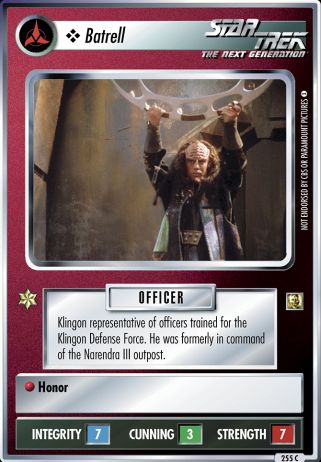 ❖ Batrell
STAR TREK
THE NEXT GENERATION®
NOT ENDORSED BY CBS OR PARAMOUNT PICTURES
OFFICER
Klingon representative of officers trained for the
Klingon Defense Force. He was formerly in command
of the Narendra III outpost.
Honor
INTEGRITY 7 CUNNING 3 STRENGTH 7
255 C